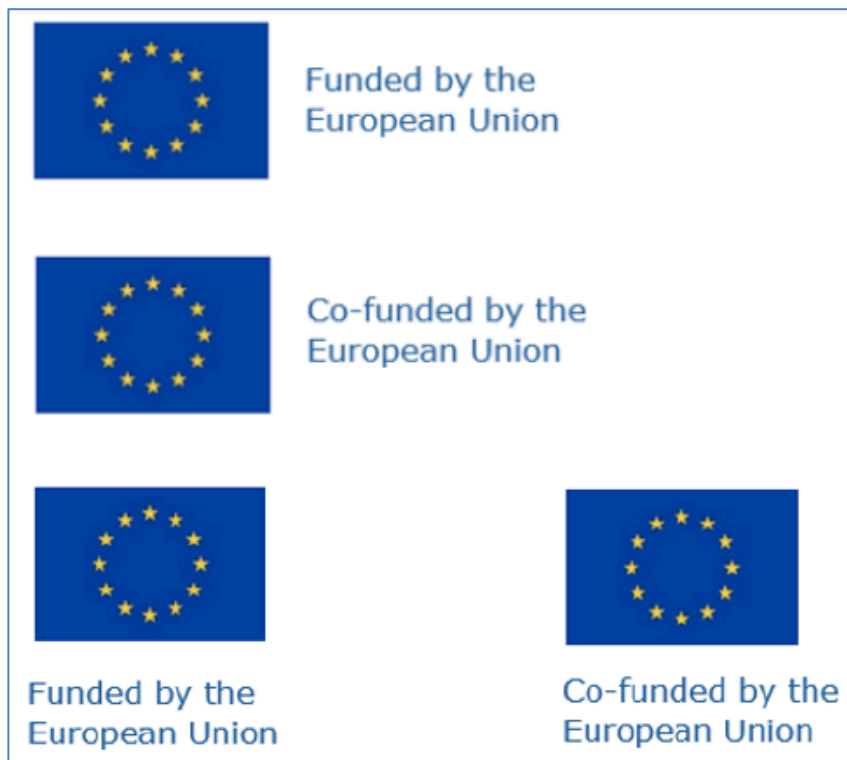 Funded by the
European Union
Co-funded by the
European Union
Funded by the
European Union
Co-funded by the
European Union